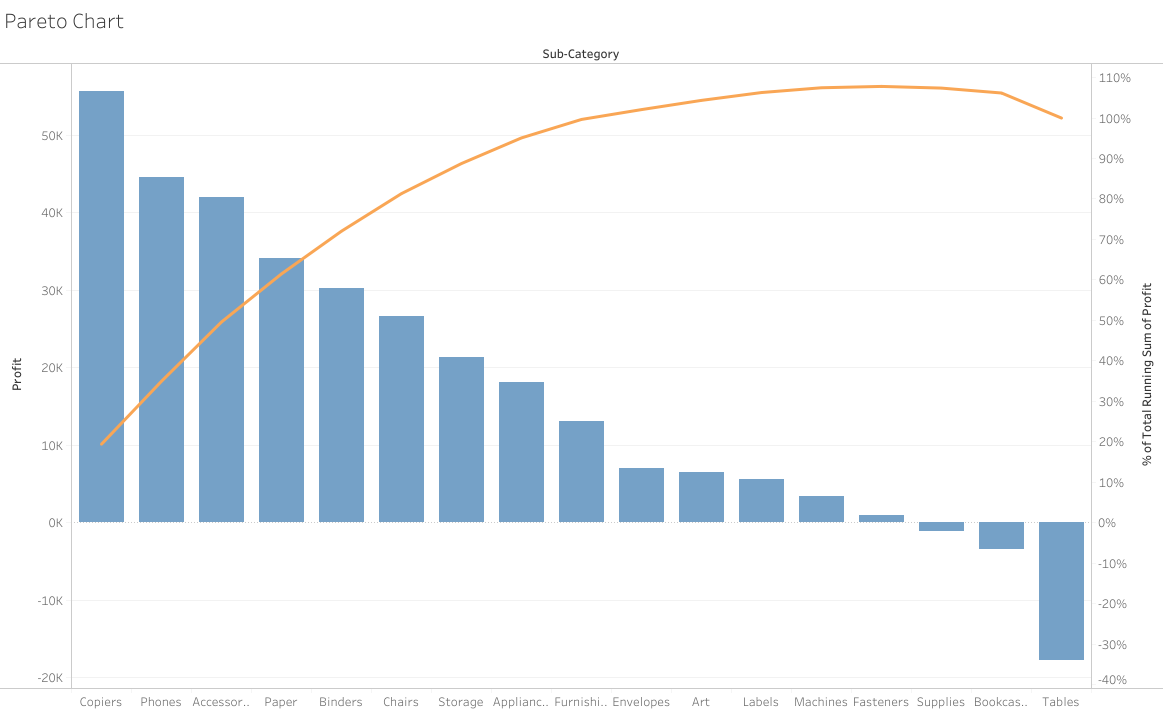 Pareto Chart
Sub-Category
Profit
50K
40K
30K
20K
10K
0K
-10K
-20K
110%
100%
90%
80%
70%
60%
50%
40%
30%
20%
10%
0%
-10%
-20%
-30%
-40%
% of Total Running Sum of Profit
Copiers Phones Accessor.. Paper Binders Chairs Storage Applianc.. Furnishi.. Envelopes Art Labels Machines Fasteners Supplies Bookcas.. Tables